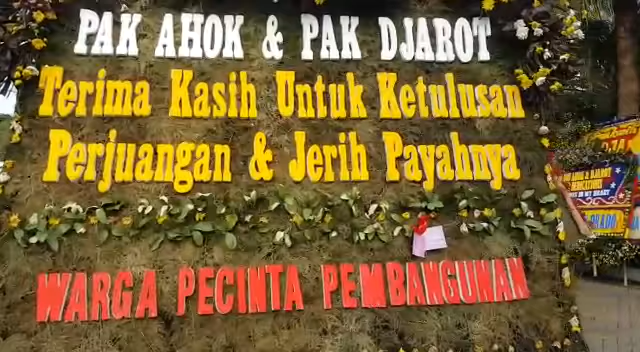 PAK AHOK & PAK DJAROT
Terima Kasih Untuk Ketulusan
Perjuangan & Jerih Payahnya
WARGA PECINTA PEMBANGUNAN